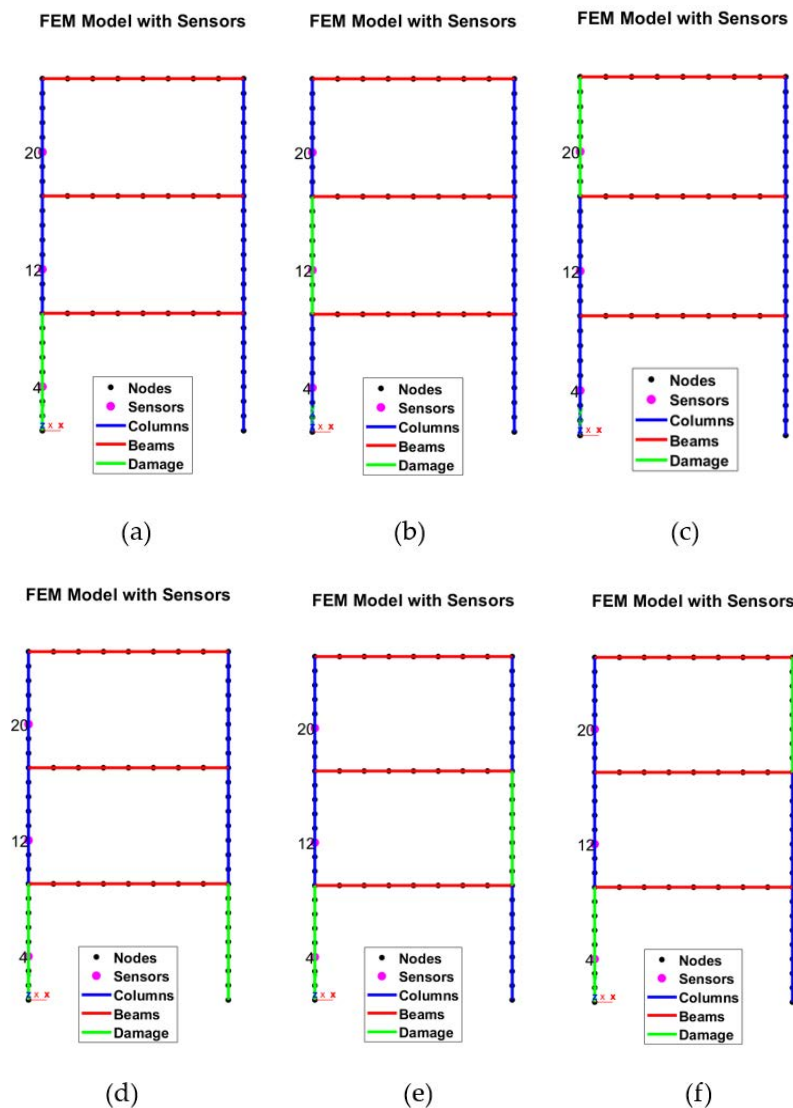 FEM Model with Sensors
20
12
4
x x
Nodes
Sensors
Columns
Beams
Damage
(a)
FEM Model with Sensors
20
12
4
x x
Nodes
Sensors
Columns
Beams
Damage
(b)
FEM Model with Sensors
20
12
4
x x
Nodes
Sensors
Columns
Beams
Damage
(c)
FEM Model with Sensors
20
12
4
x x
Nodes
Sensors
Columns
Beams
Damage
(d)
FEM Model with Sensors
20
12
4
x x
Nodes
Sensors
Columns
Beams
Damage
(e)
FEM Model with Sensors
20
12
4
x x
Nodes
Sensors
Columns
Beams
Damage
(f)